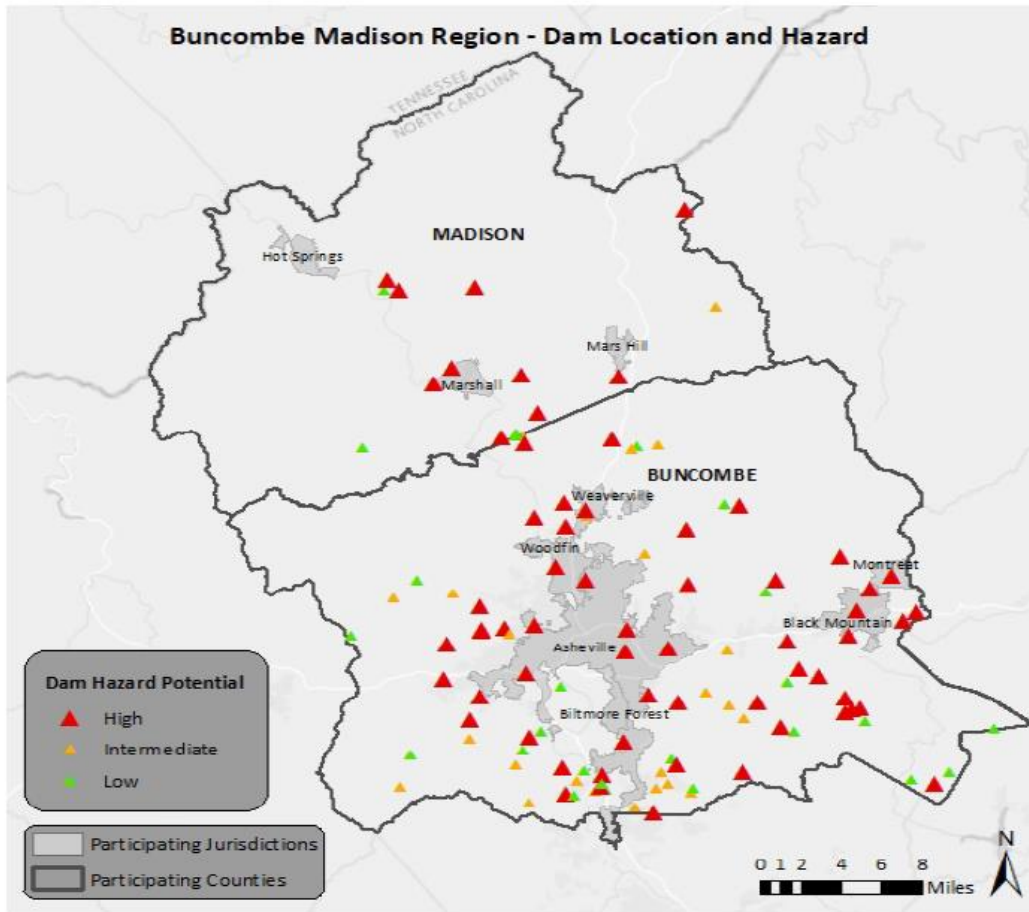 Buncombe Madison Region - Dam Location and Hazard
TENNESSEE
NORTH CAROLINA
MADISON
Hot Springs
Mars Hill
Marshall
BUNCOMBE
Weaverville
Woodfin
Montreat
Black Mountain
Asheville
Biltmore Forest
Dam Hazard Potential
High
Intermediate
Low
Participating Jurisdictions
Participating Counties
N
0 1 2 4 6 8
Miles